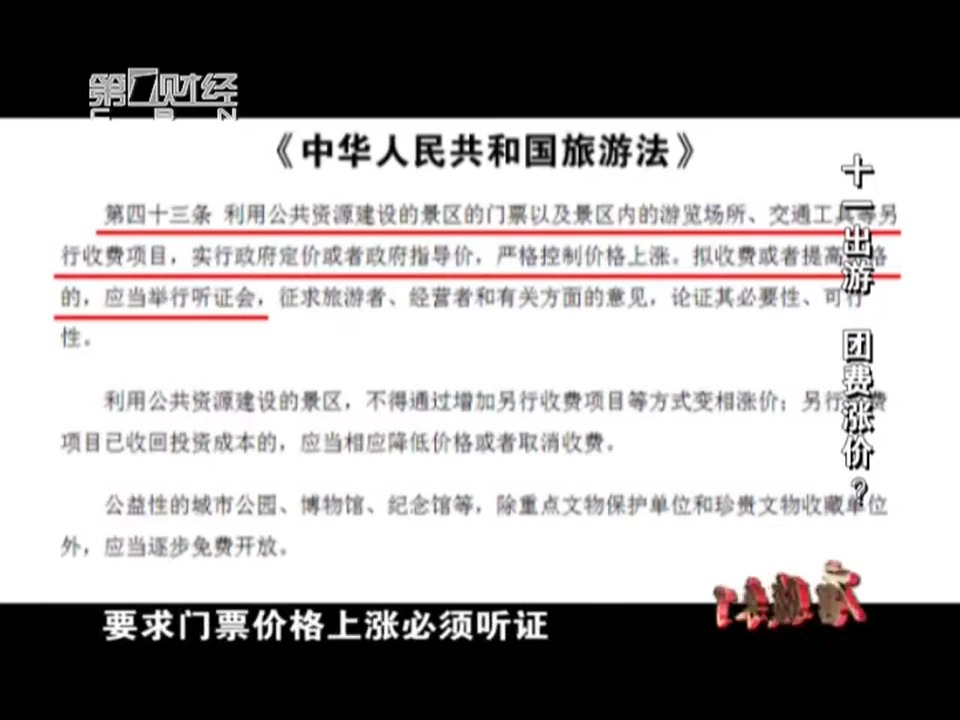 第一财经
CBN
《中华人民共和国旅游法》
第四十三条 利用公共资源建设的景区的门票以及景区内的游览场所、交通工具等另
行收费项目，实行政府定价或者政府指导价，严格控制价格上涨。拟收费或者提高价格
的，应当举行听证会，征求旅游者、经营者和有关方面的意见，论证其必要性、可行
性。
利用公共资源建设的景区，不得通过增加另行收费项目等方式变相涨价；另行收费
项目已收回投资成本的，应当相应降低价格或者取消收费。
公益性的城市公园、博物馆、纪念馆等，除重点文物保护单位和珍贵文物收藏单位
外，应当逐步免费开放。
十一出游 团费涨价？
要求门票价格上涨必须听证